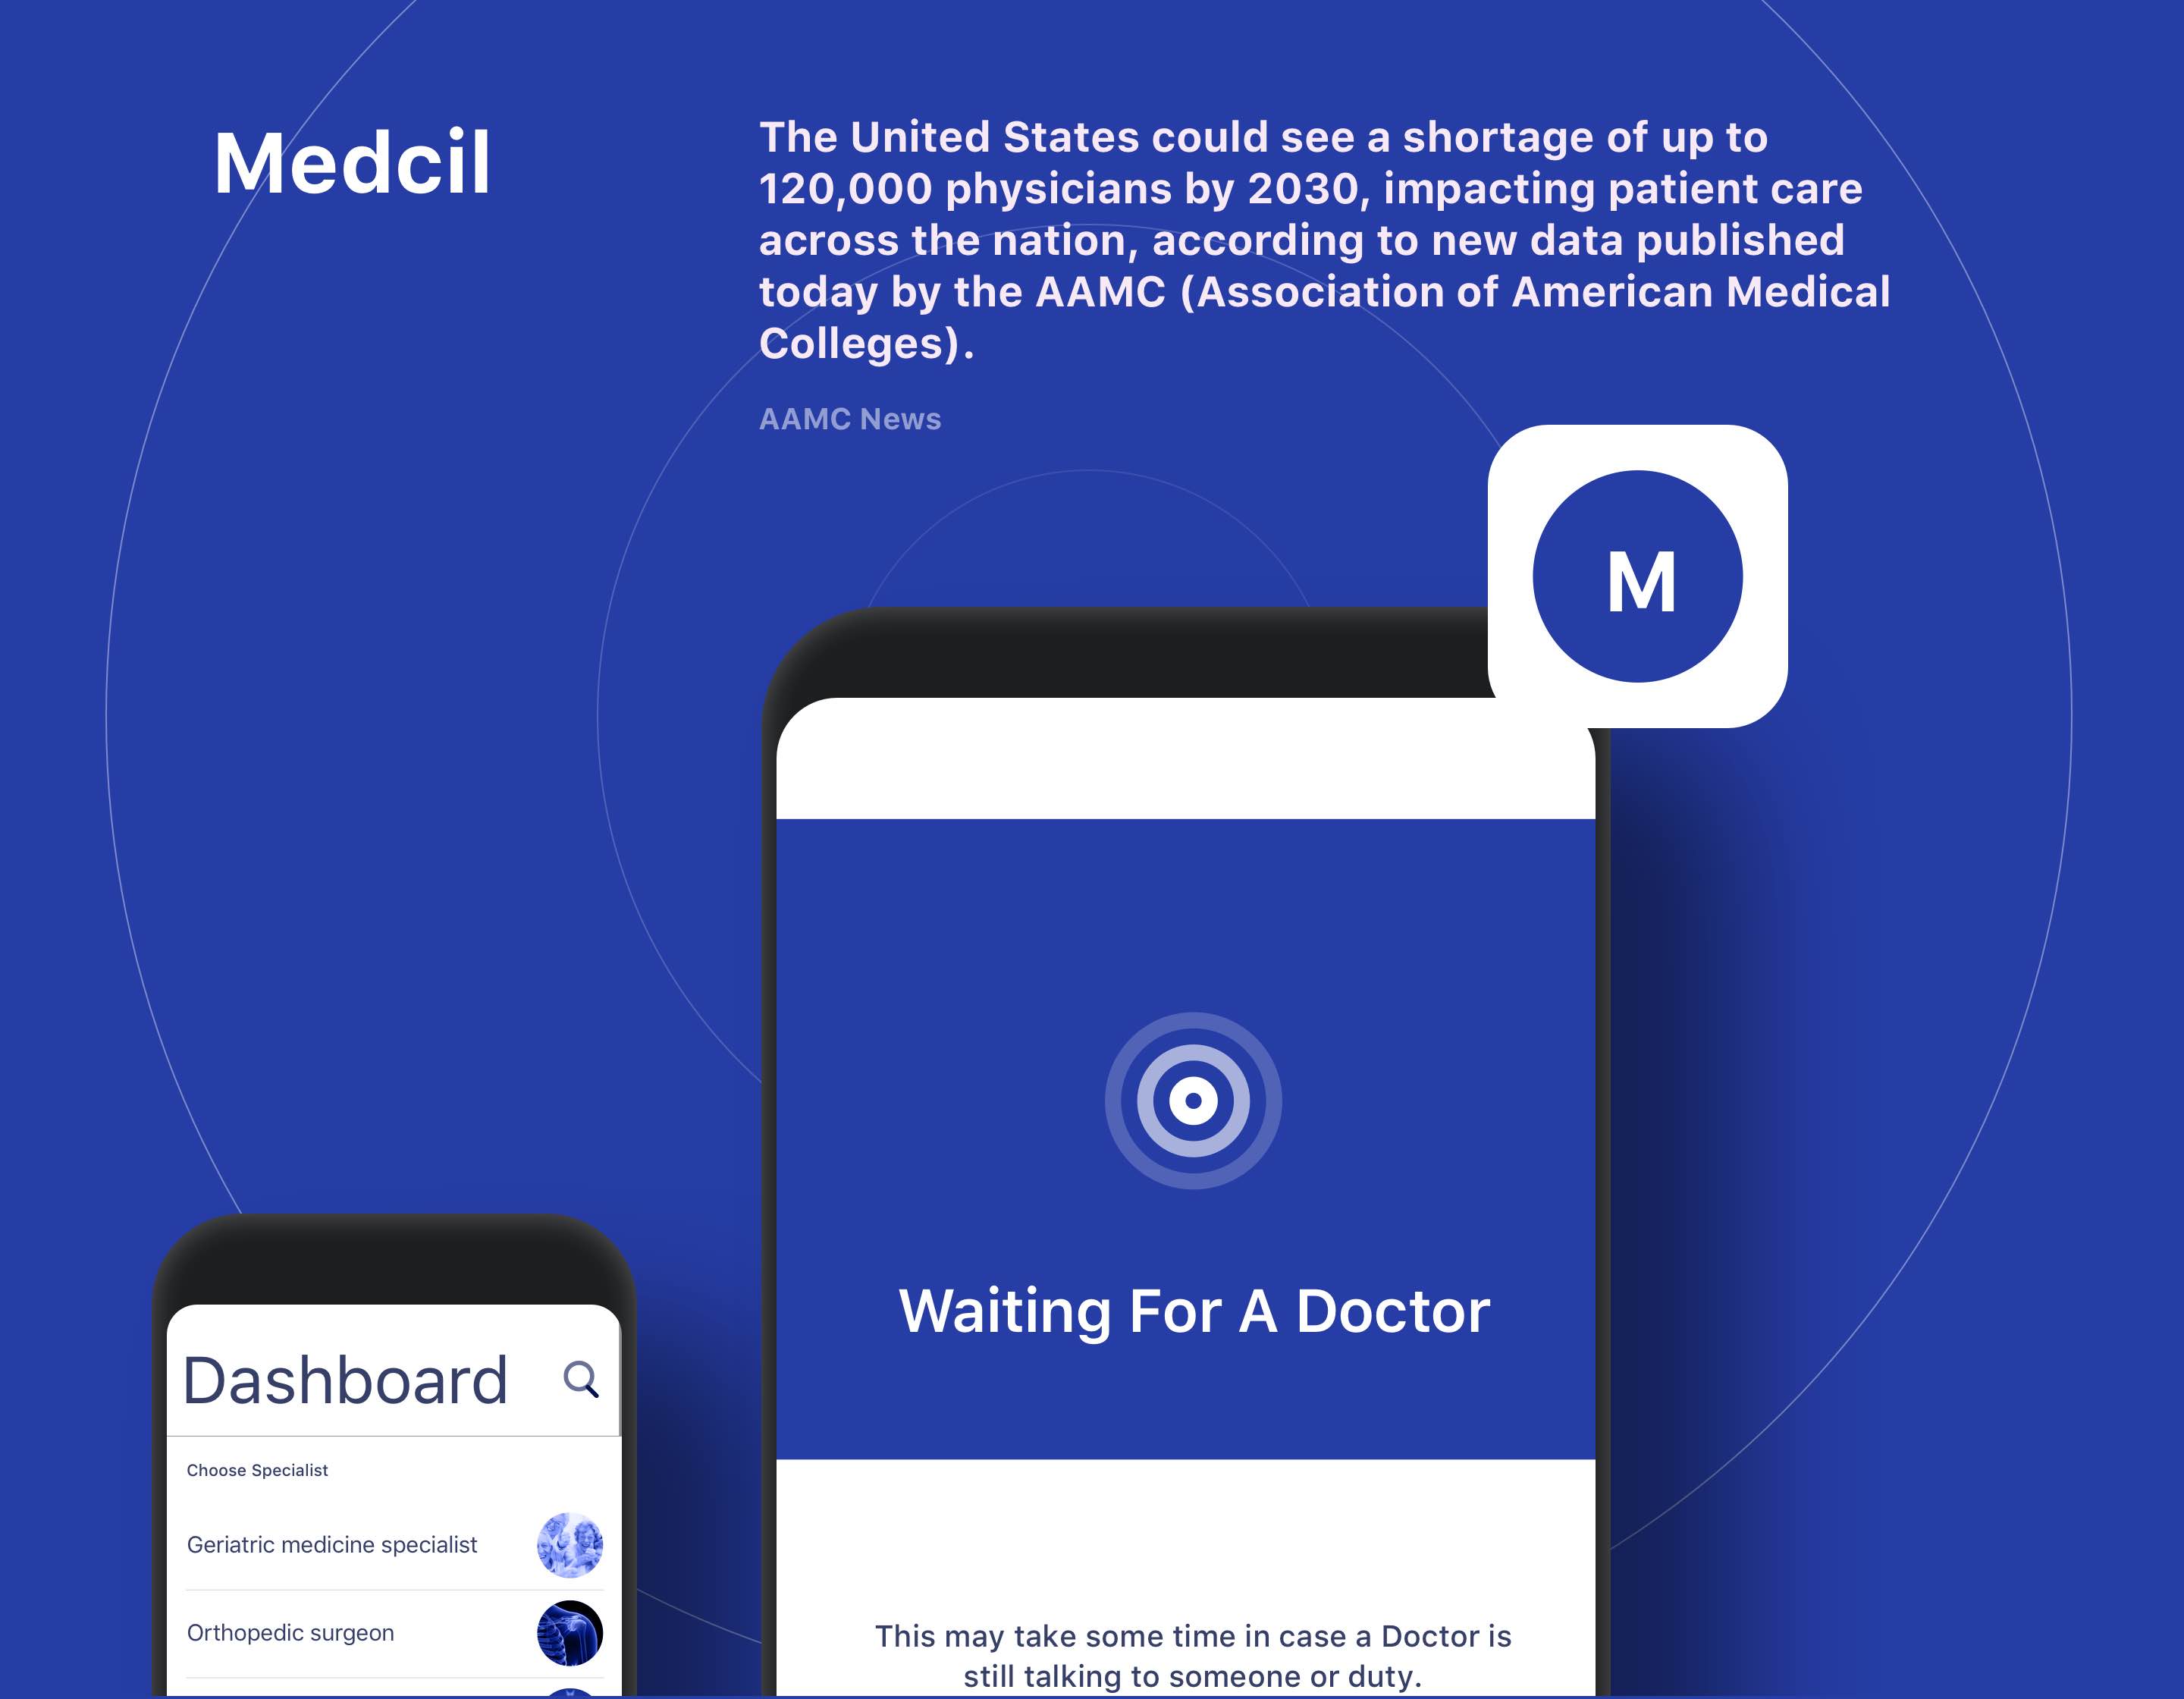 Medcil
The United States could see a shortage of up to
120,000 physicians by 2030, impacting patient care
across the nation, according to new data published
today by the AAMC (Association of American Medical
Colleges).
AAMC News
M
Waiting For A Doctor
This may take some time in case a Doctor is
still talking to someone or duty.
Dashboard
Choose Specialist
Geriatric medicine specialist
Orthopedic surgeon